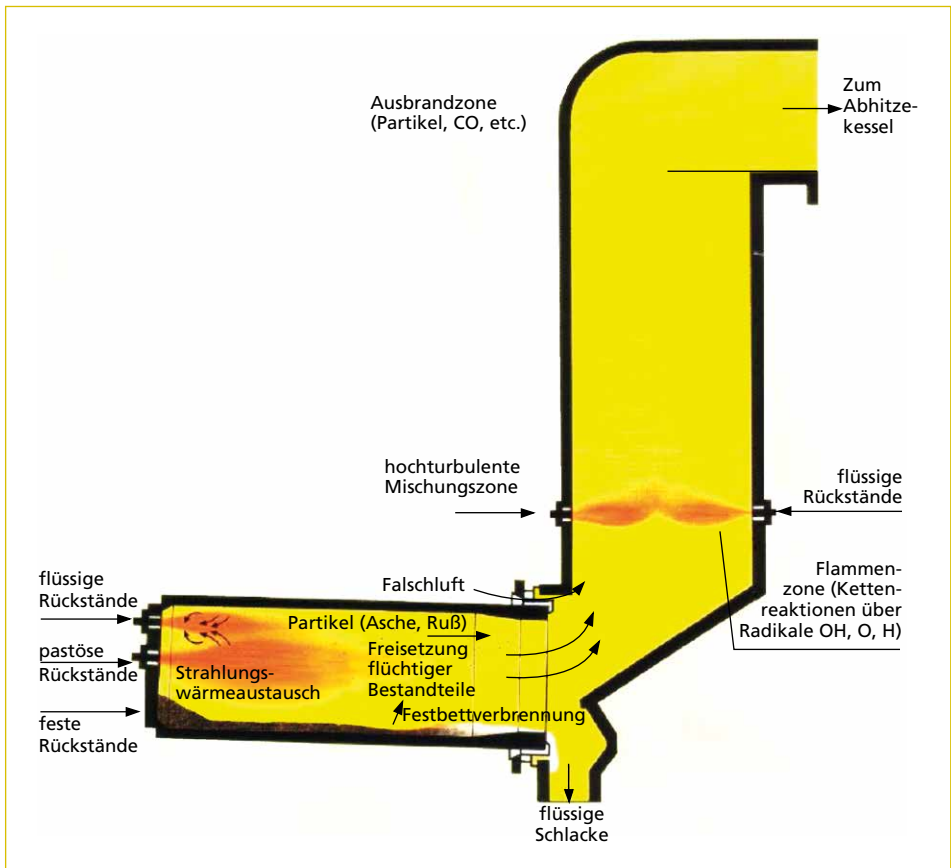 Ausbrandzone
(Partikel, CO, etc.)
Zum
Abhitze-
kessel
hochturbulente
Mischungszone
flüssige
Rückstände
flüssige
Rückstände
pastöse
Rückstände
feste
Rückstände
Falschluft
Partikel (Asche, Ruß)
Freisetzung
flüchtiger
Bestandteile
Strahlungs-
wärmeaustausch
Festbettverbrennung
Flammen-
zone (Ketten-
reaktionen über
Radikale OH, O, H)
flüssige
Schlacke